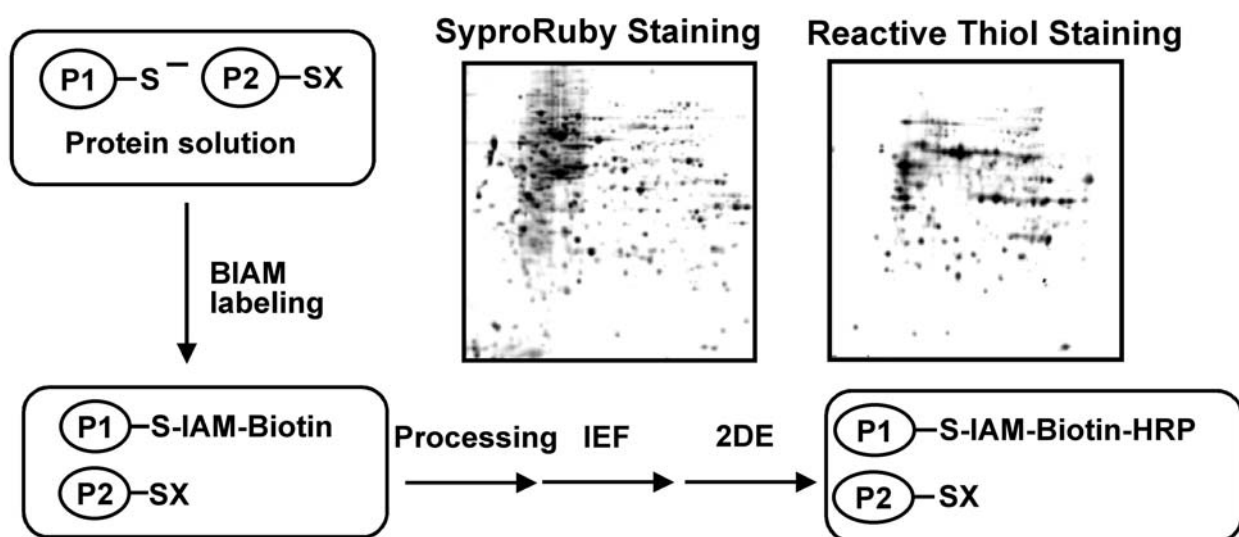 SyproRuby Staining
Reactive Thiol Staining
P1 S– P2 SX
Protein solution
BIAM
labeling
P1 S-IAM-Biotin
P2 SX
Processing IEF 2DE
P1 S-IAM-Biotin-HRP
P2 SX